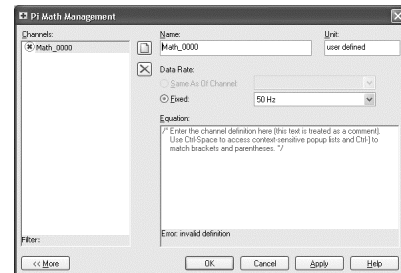 Pi Math Management
Channels:
Math_0000
Filter:
Name:
Math_0000
Unit:
user defined
Data Rate:
Same As Of Channel:
Fixed:
50 Hz
Equation:
/* Enter the channel definition here (this text is treated as a comment).
Use Ctrl-Space to access context-sensitive popup lists and Ctrl-] to
match brackets and parentheses. */
Error: invalid definition
<< More
OK
Cancel
Apply
Help